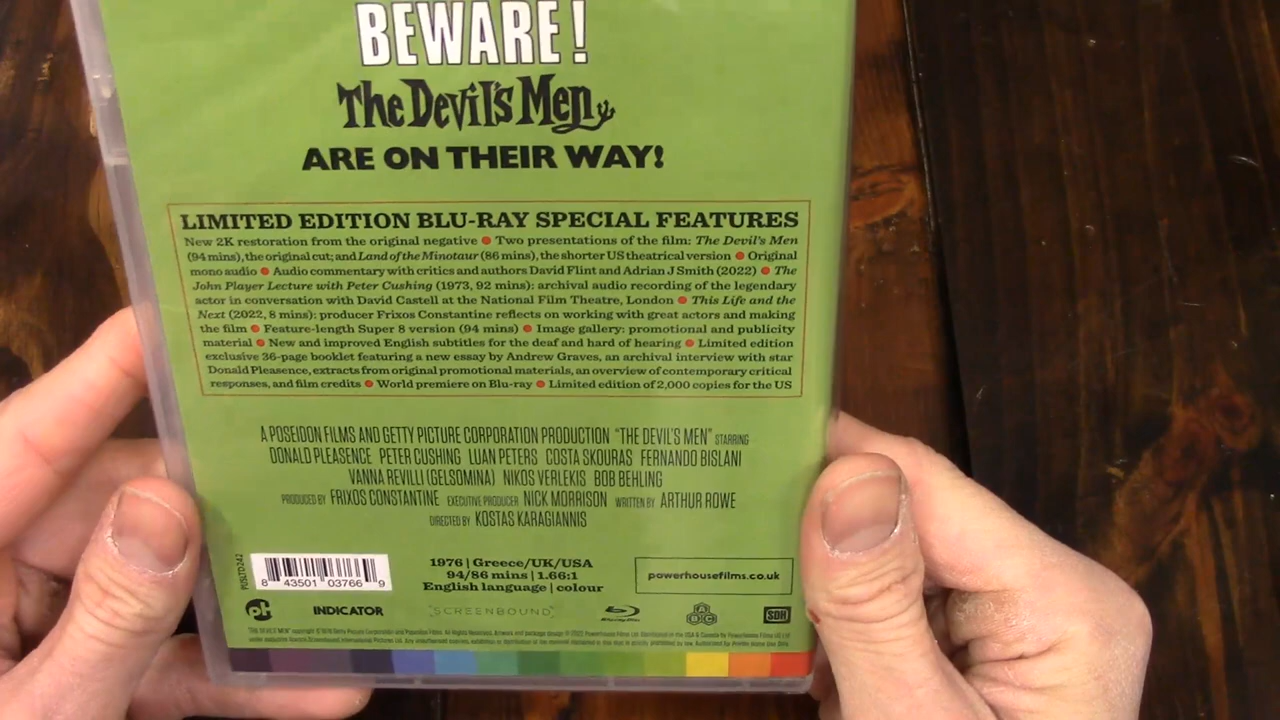 BEWARE!
The Devil's Men
ARE ON THEIR WAY!
LIMITED EDITION BLU-RAY SPECIAL FEATURES
New 2K restoration from the original negative ● Two presentations of the film: The Devil's Men
(94 mins), the original cut; and Land of the Minotaur (86 mins), the shorter US theatrical version ● Original
mono audio ● Audio commentary with critics and authors David Flint and Adrian J Smith (2022) ● The
John Player Lecture with Peter Cushing (1973, 92 mins): archival audio recording of the legendary
actor in conversation with David Castell at the National Film Theatre, London ● This Life and the
Next (2022, 8 mins): producer Frixos Constantine reflects on working with great actors and making
the film ● Feature-length Super 8 version (94 mins) ● Image gallery: promotional and publicity
material ● New and improved English subtitles for the deaf and hard of hearing ● Limited edition
exclusive 36-page booklet featuring a new essay by Andrew Graves, an archival interview with star
Donald Pleasence, extracts from original promotional materials, an overview of contemporary critical
responses, and film credits ● World premiere on Blu-ray ● Limited edition of 2,000 copies for the US
A POSEIDON FILMS AND GETTY PICTURE CORPORATION PRODUCTION "THE DEVIL'S MEN" STARRING
DONALD PLEASENCE PETER CUSHING LUAN PETERS COSTA SKOURAS FERNANDO BISLANI
VANNA REVILLI (GELSOMINA) NIKOS VERLEKIS BOB BEHLING
PRODUCED BY FRIXOS CONSTANTINE EXECUTIVE PRODUCER NICK MORRISON WRITTEN BY ARTHUR ROWE
DIRECTED BY KOSTAS KARAGIANNIS
PUSLTD242
8 43501 03766 9
1976 | Greece/UK/USA
94/86 mins | 1.66:1
English language | colour
powerhousefilms.co.uk
pH INDICATOR SCREENBOUND Blu-ray Disc ABC SDH